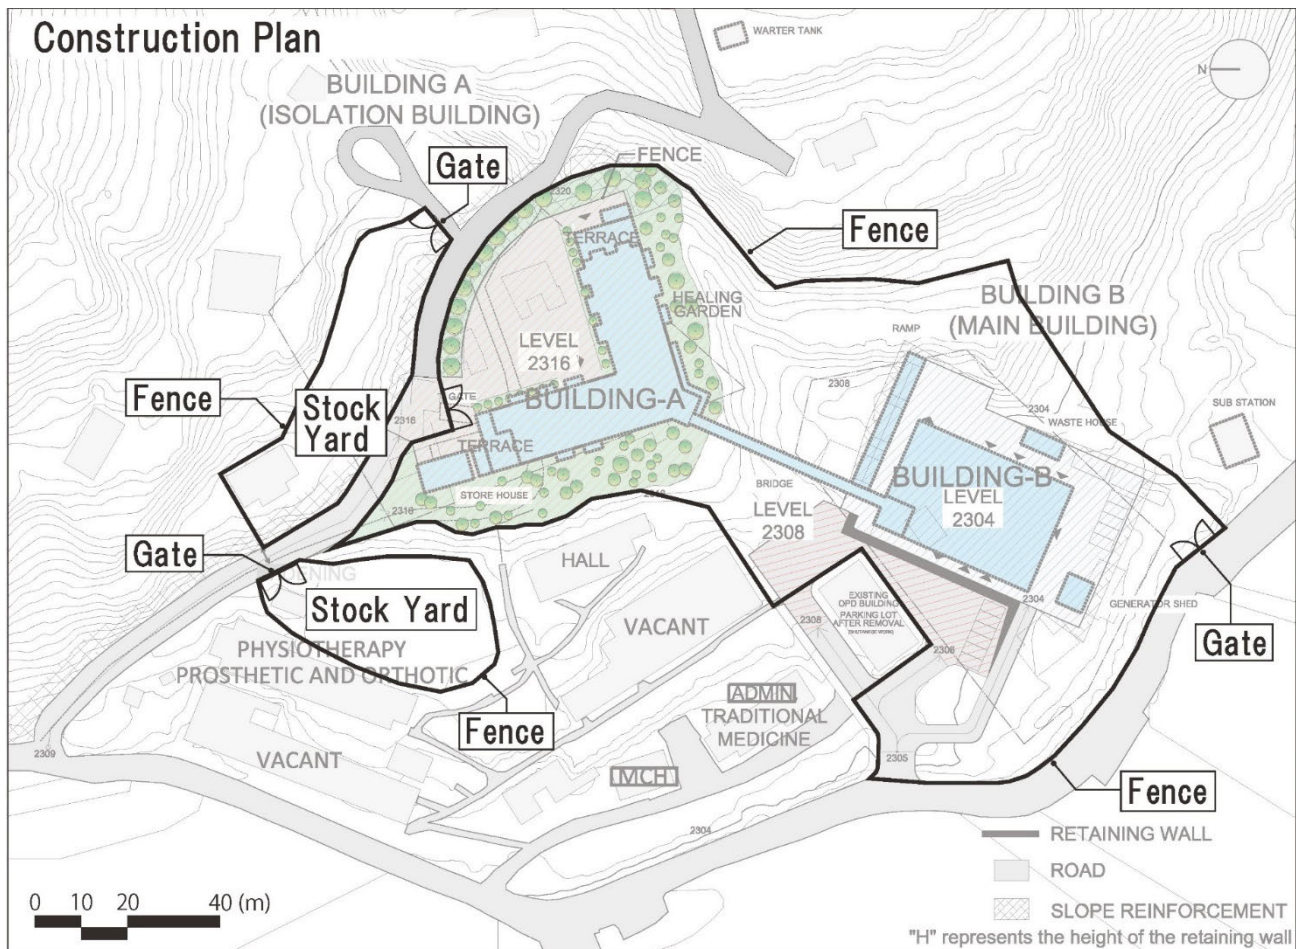 Construction Plan
WARTER TANK
N
BUILDING A
(ISOLATION BUILDING)
Gate
FENCE
2320
TERRACE
Fence
HEALING
GARDEN
BUILDING B
(MAIN BUILDING)
RAMP
LEVEL
2316
2308
Fence
Stock
Yard
GATE
BUILDING-A
2316
2304
WASTE HOUSE
SUB STATION
TERRACE
BUILDING-B
STORE HOUSE
BRIDGE
LEVEL
2308
LEVEL
2304
2316
Gate
HALL
Stock Yard
EXISTING
OPD BUILDING
PARKING LOT
AFTER REMOVAL
(BHUTANESE WORK)
2304
GENERATOR SHED
VACANT
2308
Gate
PHYSIOTHERAPY
PROSTHETIC AND ORTHOTIC
ADMIN
TRADITIONAL
MEDICINE
Fence
2309
VACANT
MCH
2305
Fence
2304
RETAINING WALL
ROAD
SLOPE REINFORCEMENT
"H" represents the height of the retaining wall
0 10 20 40 (m)